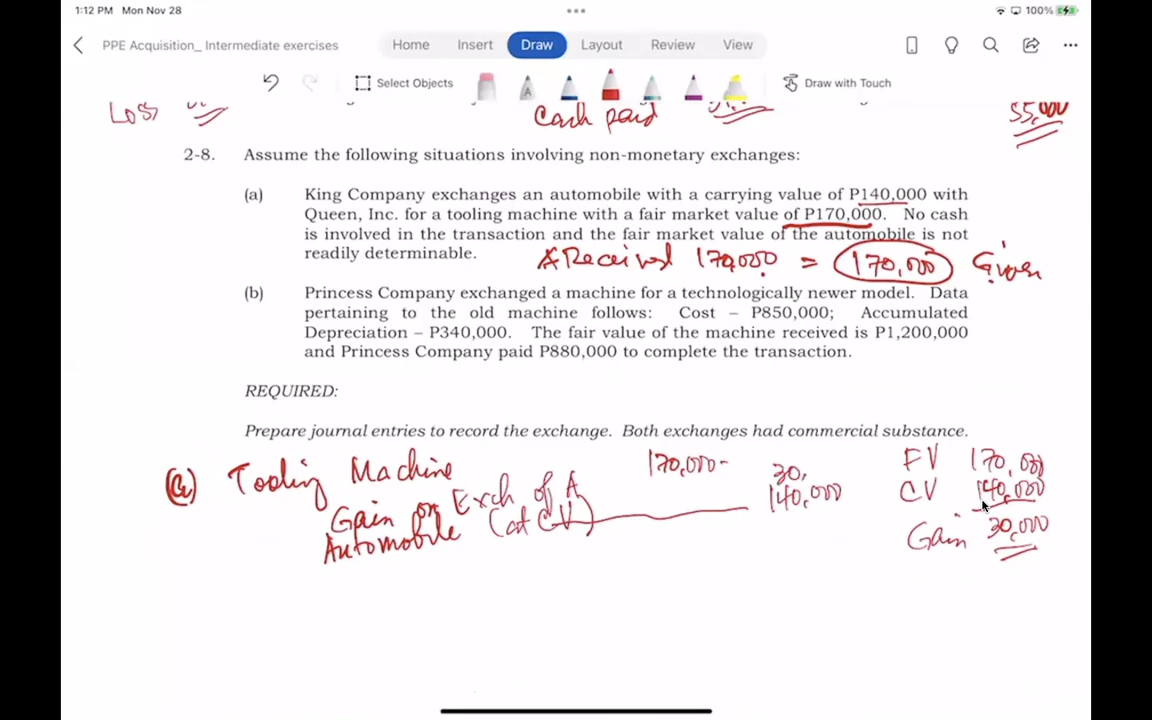 1:12 PM Mon Nov 28
100%
PPE Acquisition_ Intermediate exercises
Home Insert Draw Layout Review View
Select Objects
A
Draw with Touch
Loss
Cash paid
55,000
2-8. Assume the following situations involving non-monetary exchanges:
(a) King Company exchanges an automobile with a carrying value of P140,000 with
Queen, Inc. for a tooling machine with a fair market value of P170,000. No cash
is involved in the transaction and the fair market value of the automobile is not
readily determinable.
A Received 170,000 = 170,000 Given
(b) Princess Company exchanged a machine for a technologically newer model. Data
pertaining to the old machine follows: Cost – P850,000; Accumulated
Depreciation – P340,000. The fair value of the machine received is P1,200,000
and Princess Company paid P880,000 to complete the transaction.
REQUIRED:
Prepare journal entries to record the exchange. Both exchanges had commercial substance.
(a) Tooling Machine 170,000-
Gain on Exch of A 30,
Automobile (at CV) 140,000
FV 170,000
CV 140,000
Gain 30,000